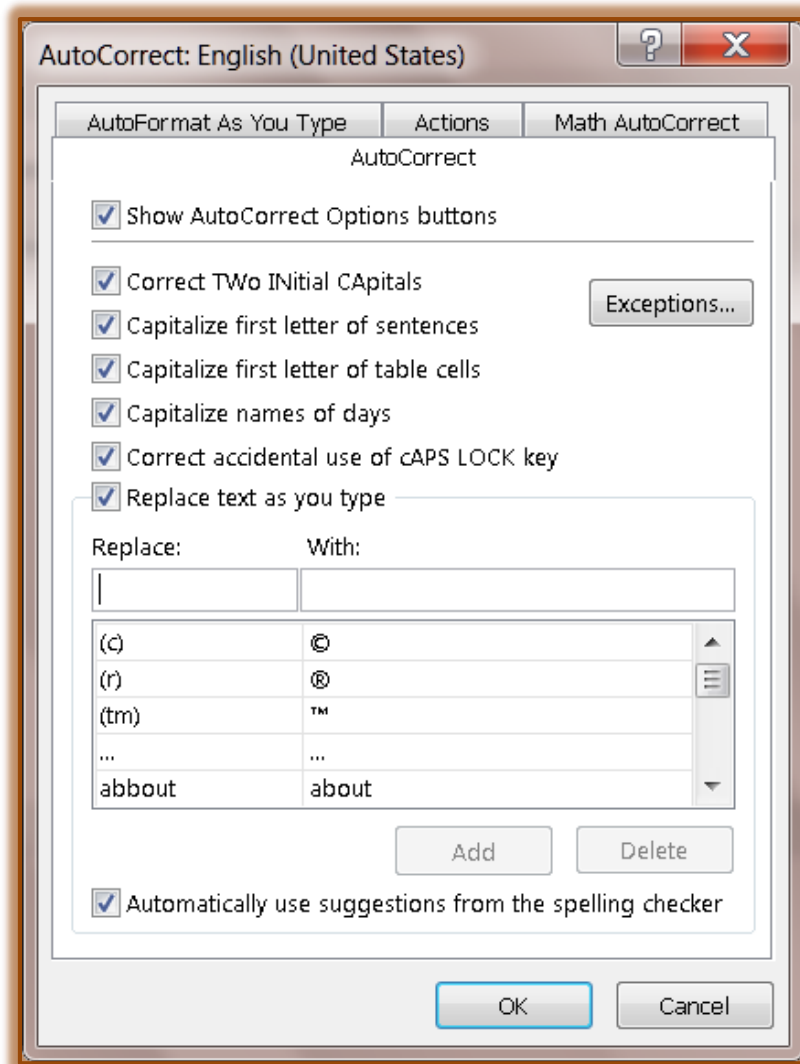 AutoCorrect: English (United States)
AutoFormat As You Type Actions Math AutoCorrect
AutoCorrect
Show AutoCorrect Options buttons
Correct TWo INitial CApitals
Exceptions...
Capitalize first letter of sentences
Capitalize first letter of table cells
Capitalize names of days
Correct accidental use of cAPS LOCK key
Replace text as you type
Replace: With:
(c) ©
(r) ®
(tm) ™
... …
abbout about
Add Delete
Automatically use suggestions from the spelling checker
OK Cancel